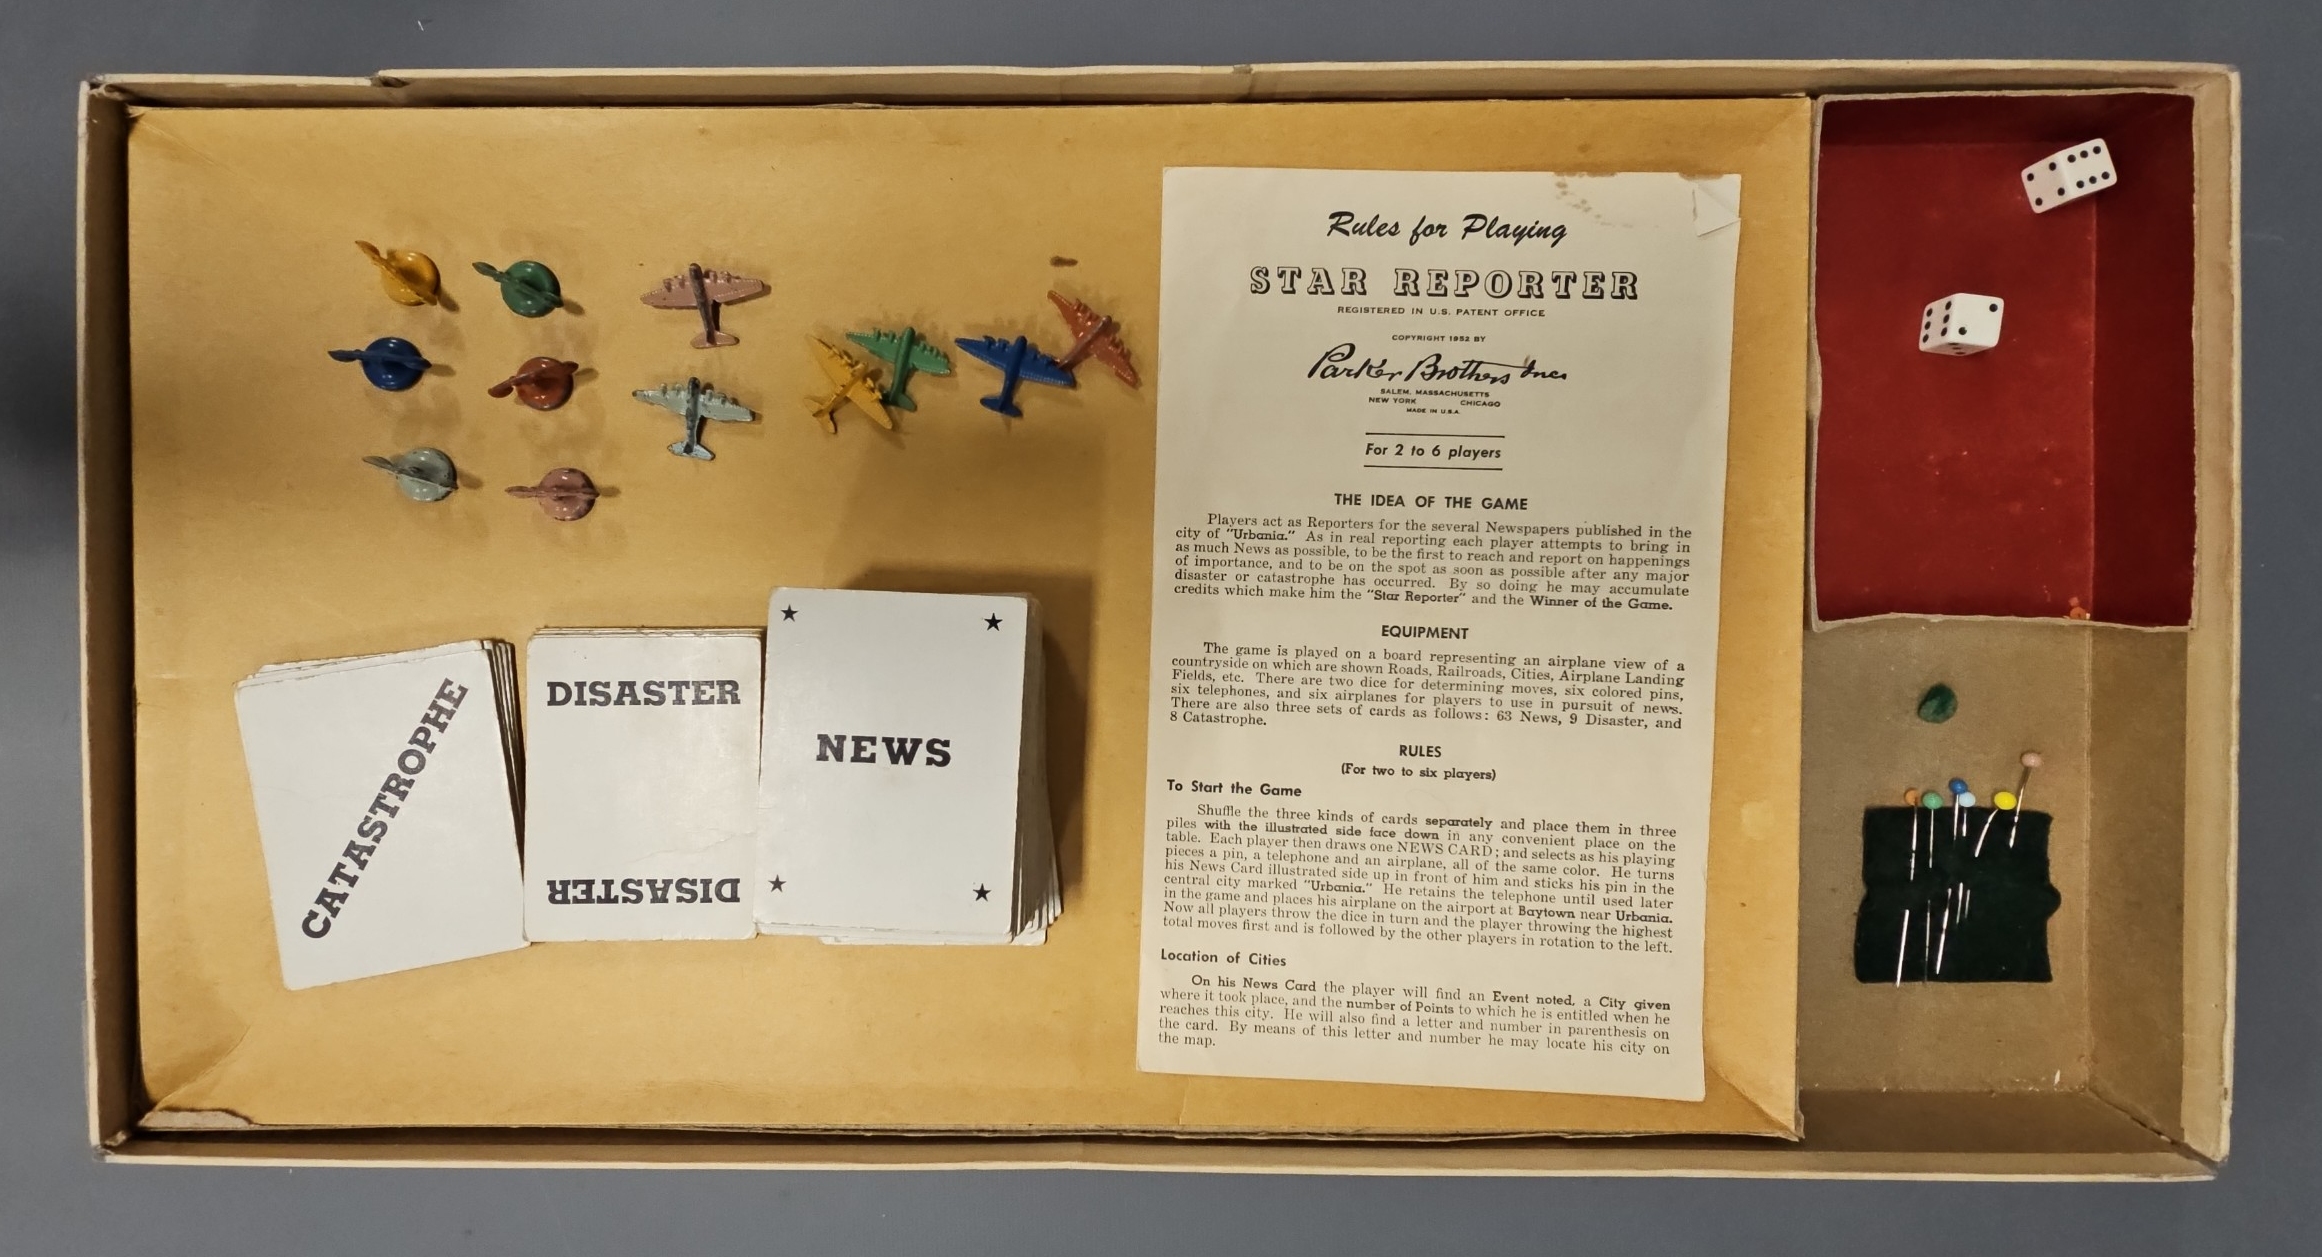 CATASTROPHE
DISASTER
DISASTER
NEWS
Rules for Playing
STAR REPORTER
REGISTERED IN U.S. PATENT OFFICE
COPYRIGHT 1952 BY
Parker Brothers Inc.
SALEM, MASSACHUSETTS
NEW YORK CHICAGO
MADE IN U.S.A.
For 2 to 6 players
THE IDEA OF THE GAME
Players act as Reporters for the several Newspapers published in the
city of "Urbania." As in real reporting each player attempts to bring in
as much News as possible, to be the first to reach and report on happenings
of importance, and to be on the spot as soon as possible after any major
disaster or catastrophe has occurred. By so doing he may accumulate
credits which make him the "Star Reporter" and the Winner of the Game.
EQUIPMENT
The game is played on a board representing an airplane view of a
countryside on which are shown Roads, Railroads, Cities, Airplane Landing
Fields, etc. There are two dice for determining moves, six colored pins,
six telephones, and six airplanes for players to use in pursuit of news.
There are also three sets of cards as follows: 63 News, 9 Disaster, and
8 Catastrophe.
RULES
(For two to six players)
To Start the Game
Shuffle the three kinds of cards separately and place them in three
piles with the illustrated side face down in any convenient place on the
table. Each player then draws one NEWS CARD; and selects as his playing
pieces a pin, a telephone and an airplane, all of the same color. He turns
his News Card illustrated side up in front of him and sticks his pin in the
central city marked "Urbania." He retains the telephone until used later
in the game and places his airplane on the airport at Baytown near Urbania.
Now all players throw the dice in turn and the player throwing the highest
total moves first and is followed by the other players in rotation to the left.
Location of Cities
On his News Card the player will find an Event noted, a City given
where it took place, and the number of Points to which he is entitled when he
reaches this city. He will also find a letter and number in parenthesis on
the card. By means of this letter and number he may locate his city on
the map.